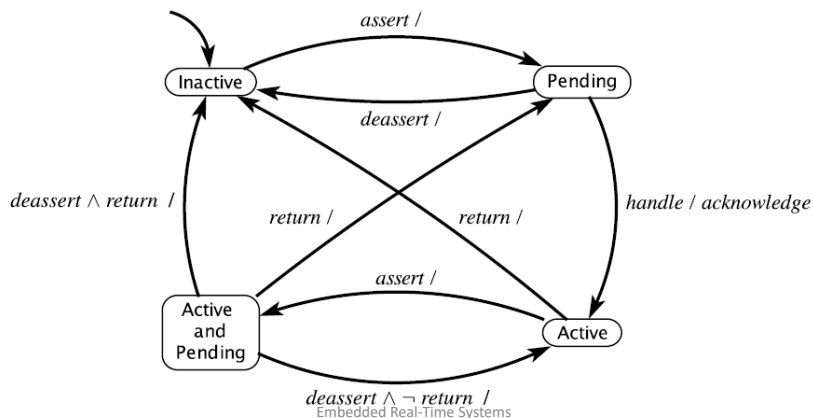 assert /
Inactive
Pending
deassert /
deassert ∧ return /
return /
return /
handle / acknowledge
assert /
Active
and
Pending
Active
deassert ∧ ¬ return /
Embedded Real-Time Systems